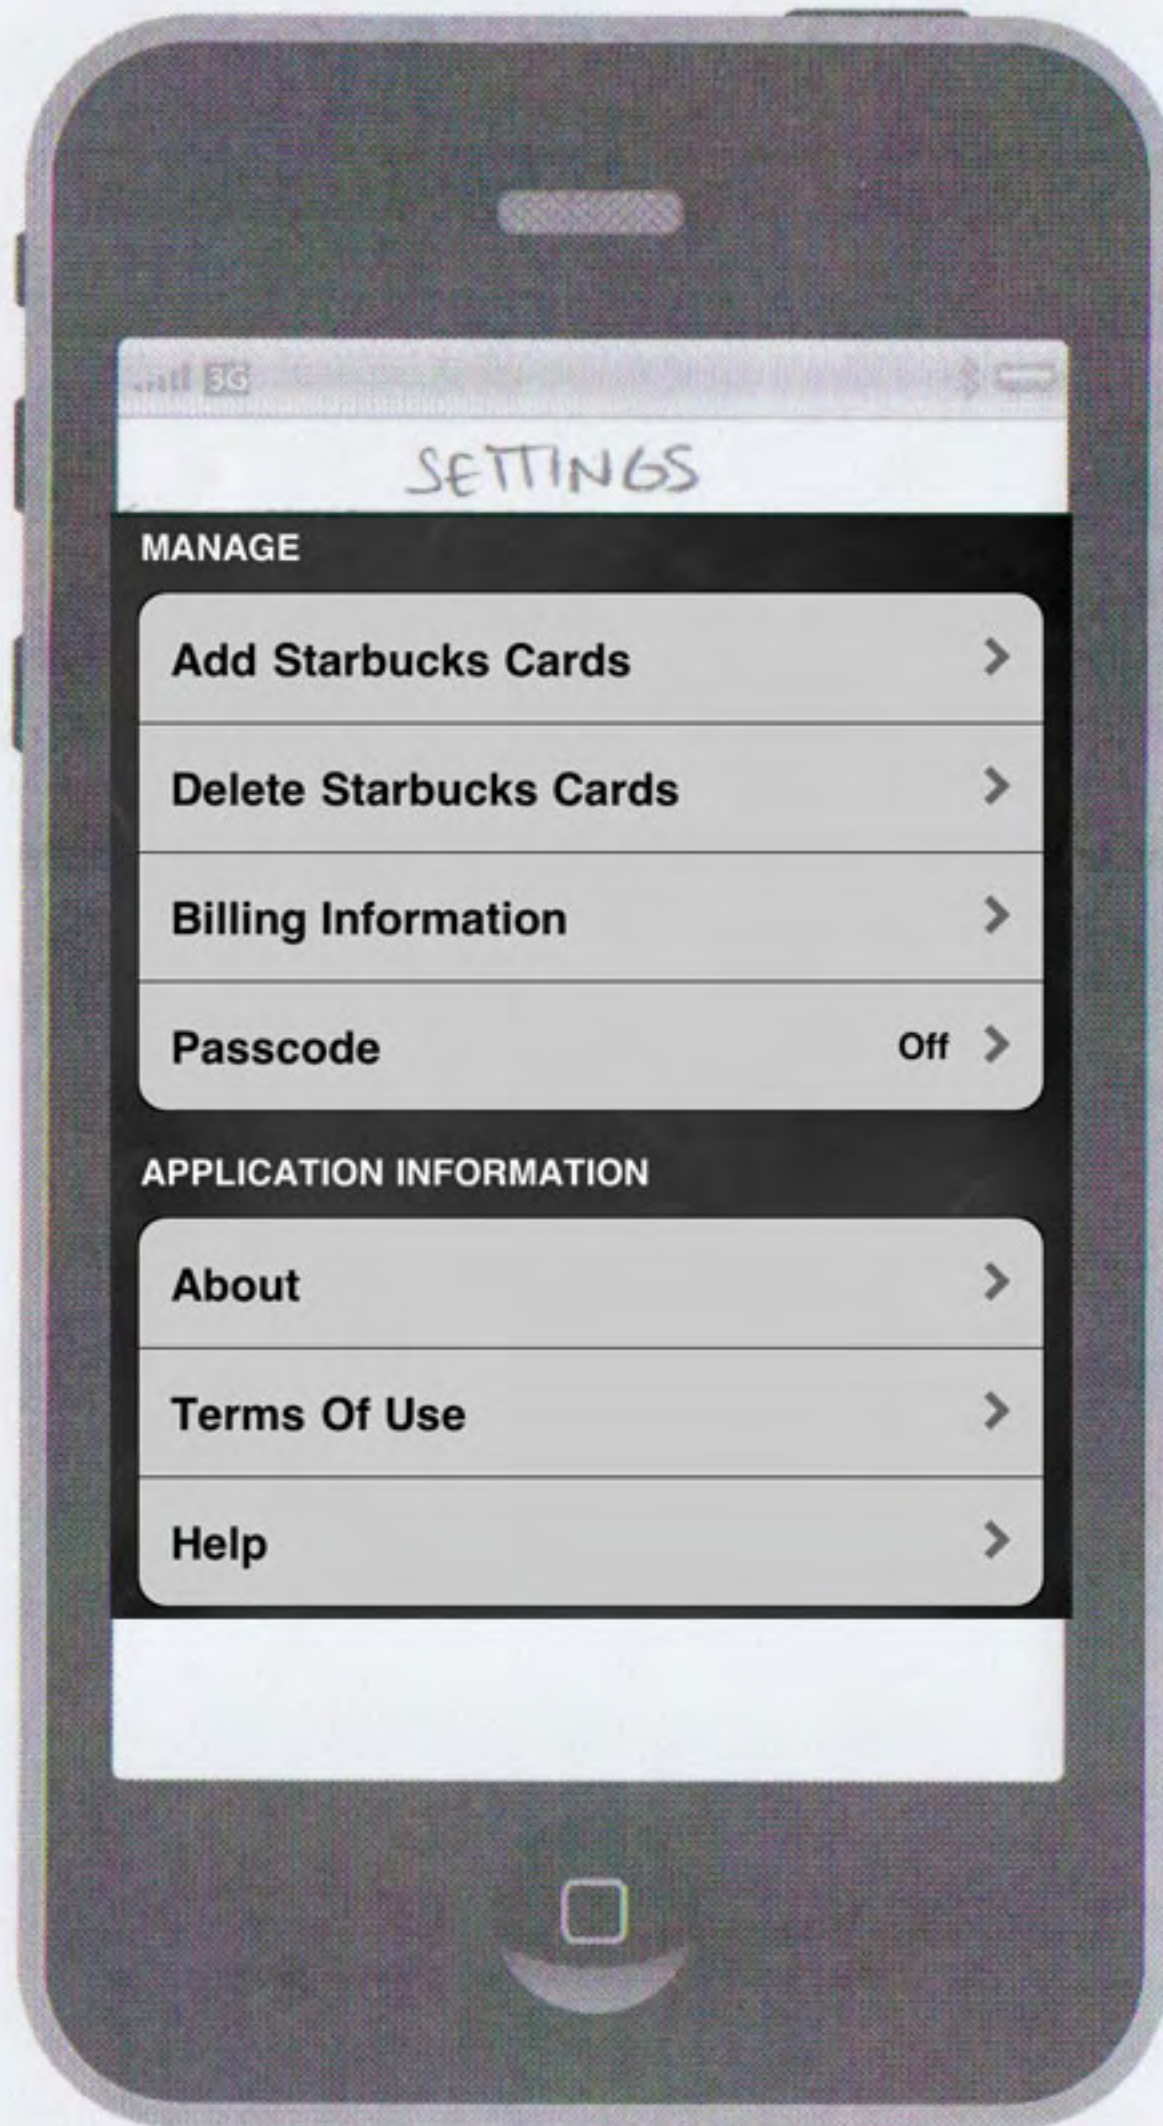 3G
SETTINGS
MANAGE
Add Starbucks Cards
Delete Starbucks Cards
Billing Information
Passcode Off
APPLICATION INFORMATION
About
Terms Of Use
Help